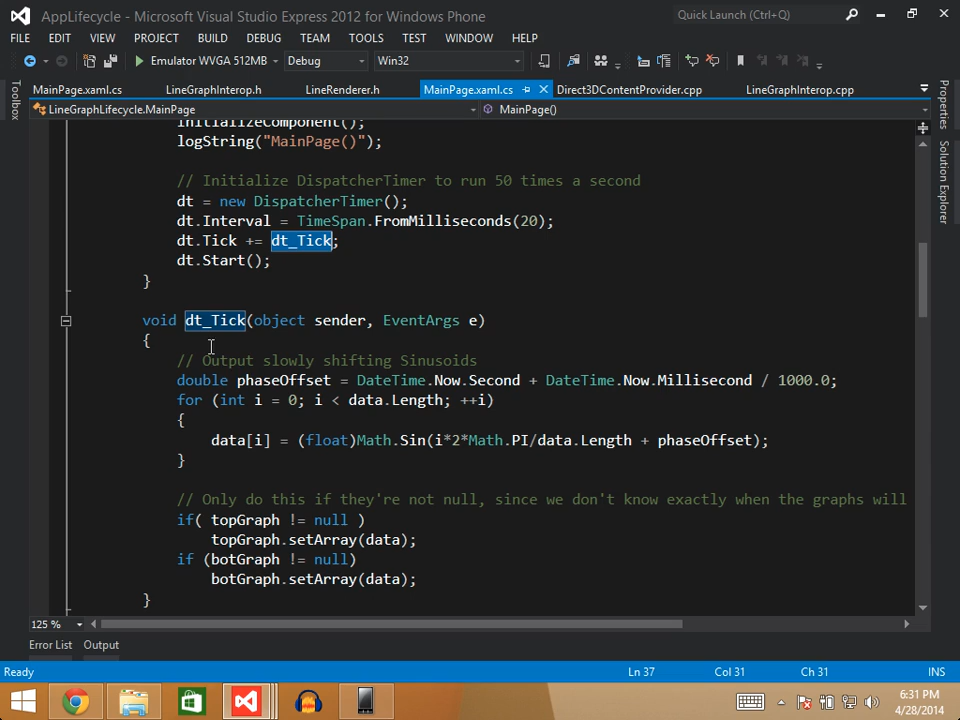 AppLifecycle - Microsoft Visual Studio Express 2012 for Windows Phone
Quick Launch (Ctrl+Q)
FILE EDIT VIEW PROJECT BUILD DEBUG TEAM TOOLS TEST WINDOW HELP
Emulator WVGA 512MB Debug Win32
MainPage.xaml.cs LineGraphInterop.h LineRenderer.h MainPage.xaml.cs Direct3DContentProvider.cpp LineGraphInterop.cpp
Toolbox
Properties
Solution Explorer
LineGraphLifecycle.MainPage MainPage()
InitializeComponent();
logString("MainPage()");
// Initialize DispatcherTimer to run 50 times a second
dt = new DispatcherTimer();
dt.Interval = TimeSpan.FromMilliseconds(20);
dt.Tick += dt_Tick;
dt.Start();
}
void dt_Tick(object sender, EventArgs e)
{
// Output slowly shifting Sinusoids
double phaseOffset = DateTime.Now.Second + DateTime.Now.Millisecond / 1000.0;
for (int i = 0; i < data.Length; ++i)
{
data[i] = (float)Math.Sin(i*2*Math.PI/data.Length + phaseOffset);
}
// Only do this if they're not null, since we don't know exactly when the graphs will
if( topGraph != null )
topGraph.setArray(data);
if (botGraph != null)
botGraph.setArray(data);
}
125 %
Error List Output
Ready Ln 37 Col 31 Ch 31 INS
6:31 PM
4/28/2014